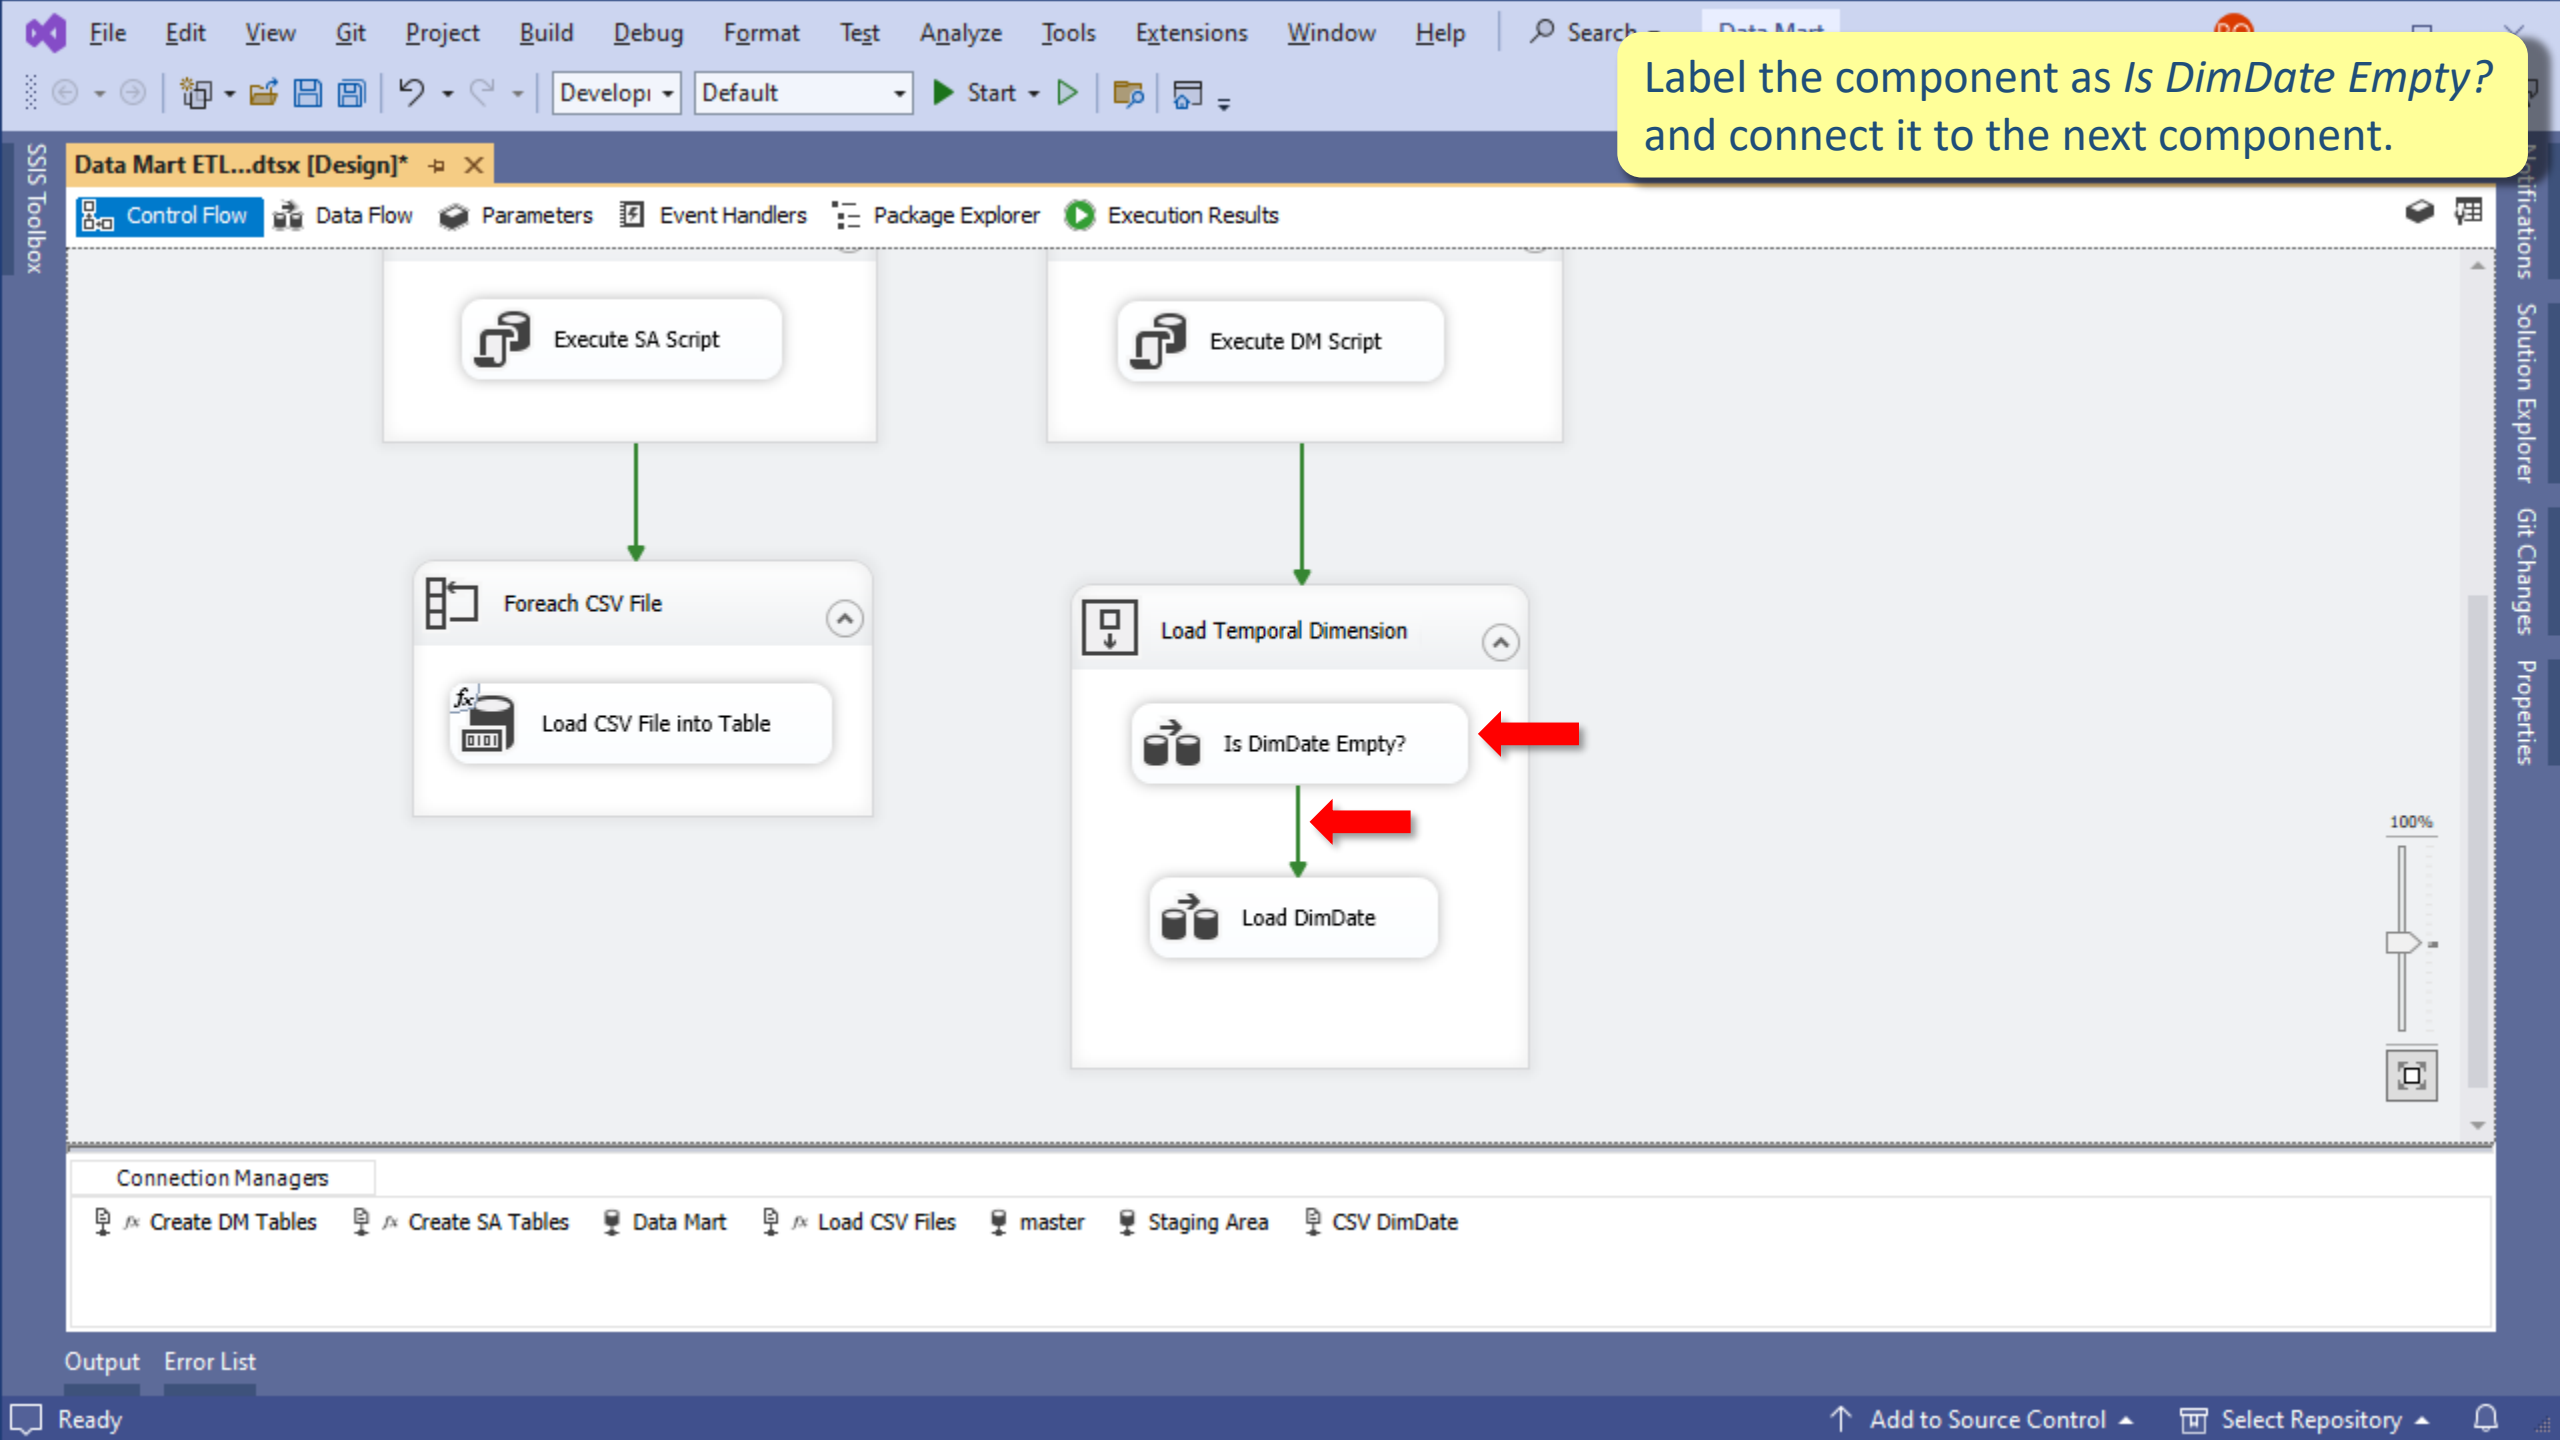 File Edit View Git Project Build Debug Format Test Analyze Tools Extensions Window Help Search Data Mart
Label the component as Is DimDate Empty?
and connect it to the next component.
Develop Default Start
SSIS Toolbox
Data Mart ETL...dtsx [Design]*
Control Flow Data Flow Parameters Event Handlers Package Explorer Execution Results
Notifications
Solution Explorer
Git Changes
Properties
Execute SA Script
Execute DM Script
Foreach CSV File
Load CSV File into Table
Load Temporal Dimension
Is DimDate Empty?
Load DimDate
100%
Connection Managers
Create DM Tables Create SA Tables Data Mart Load CSV Files master Staging Area CSV DimDate
Output Error List
Ready Add to Source Control Select Repository